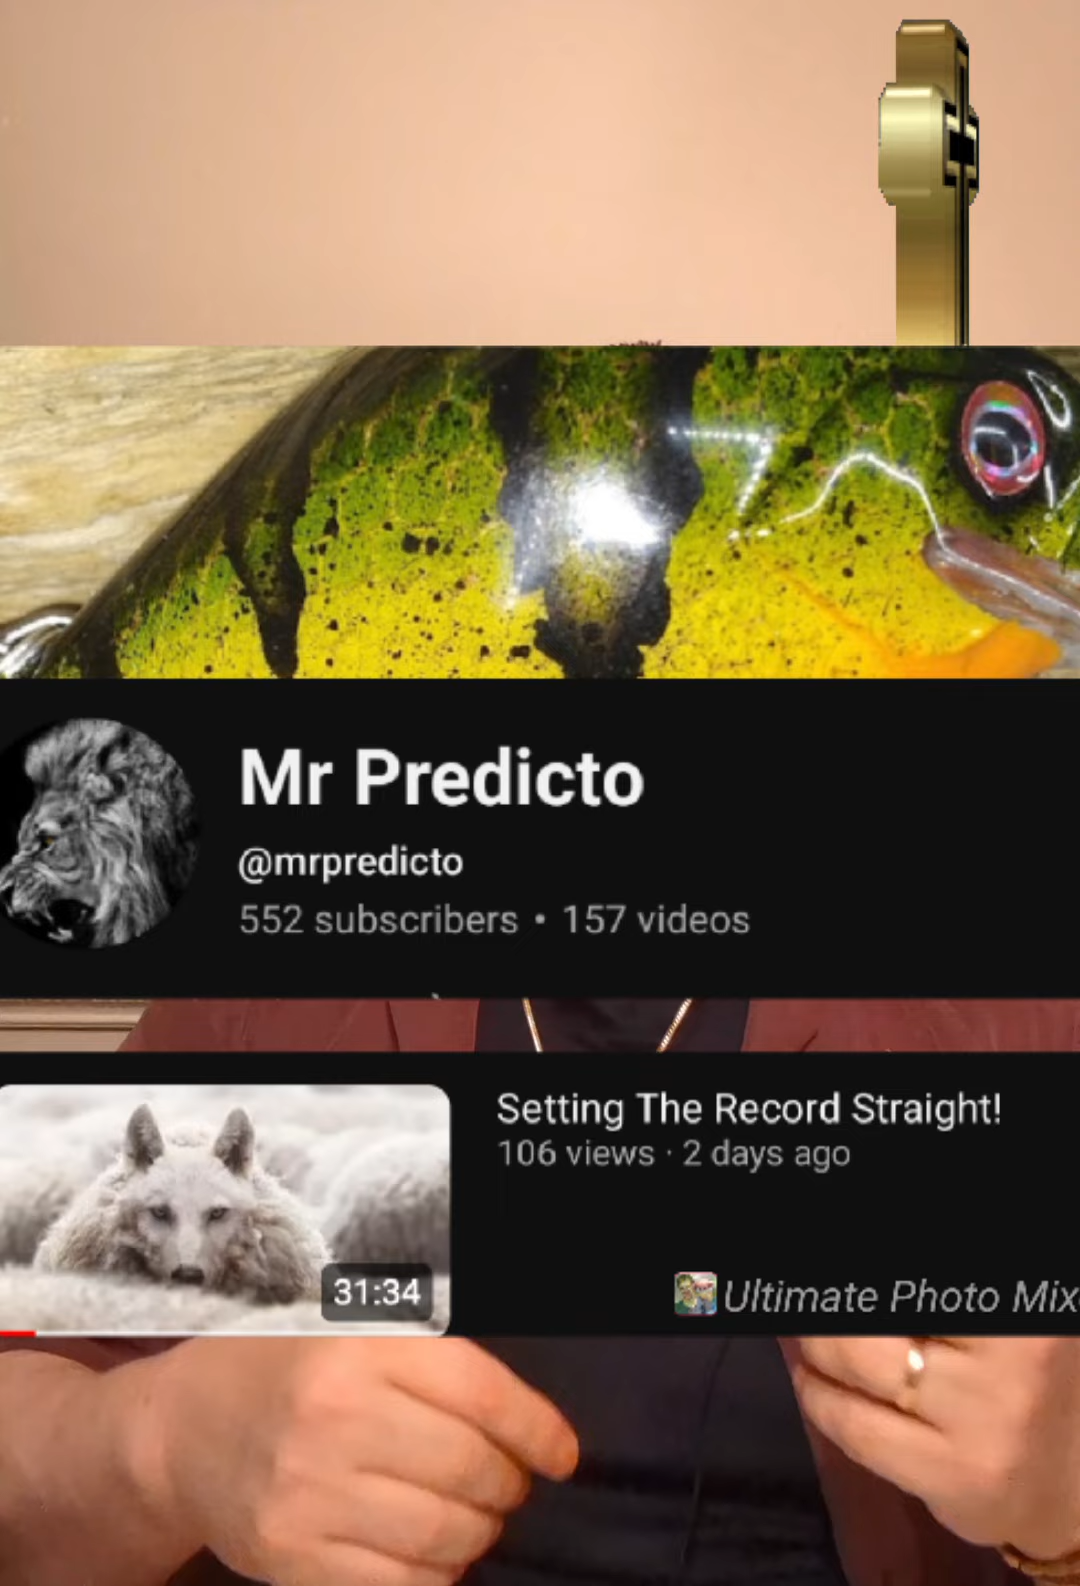 Mr Predicto
@mrpredicto
552 subscribers • 157 videos
Setting The Record Straight!
106 views · 2 days ago
31:34
Ultimate Photo Mix